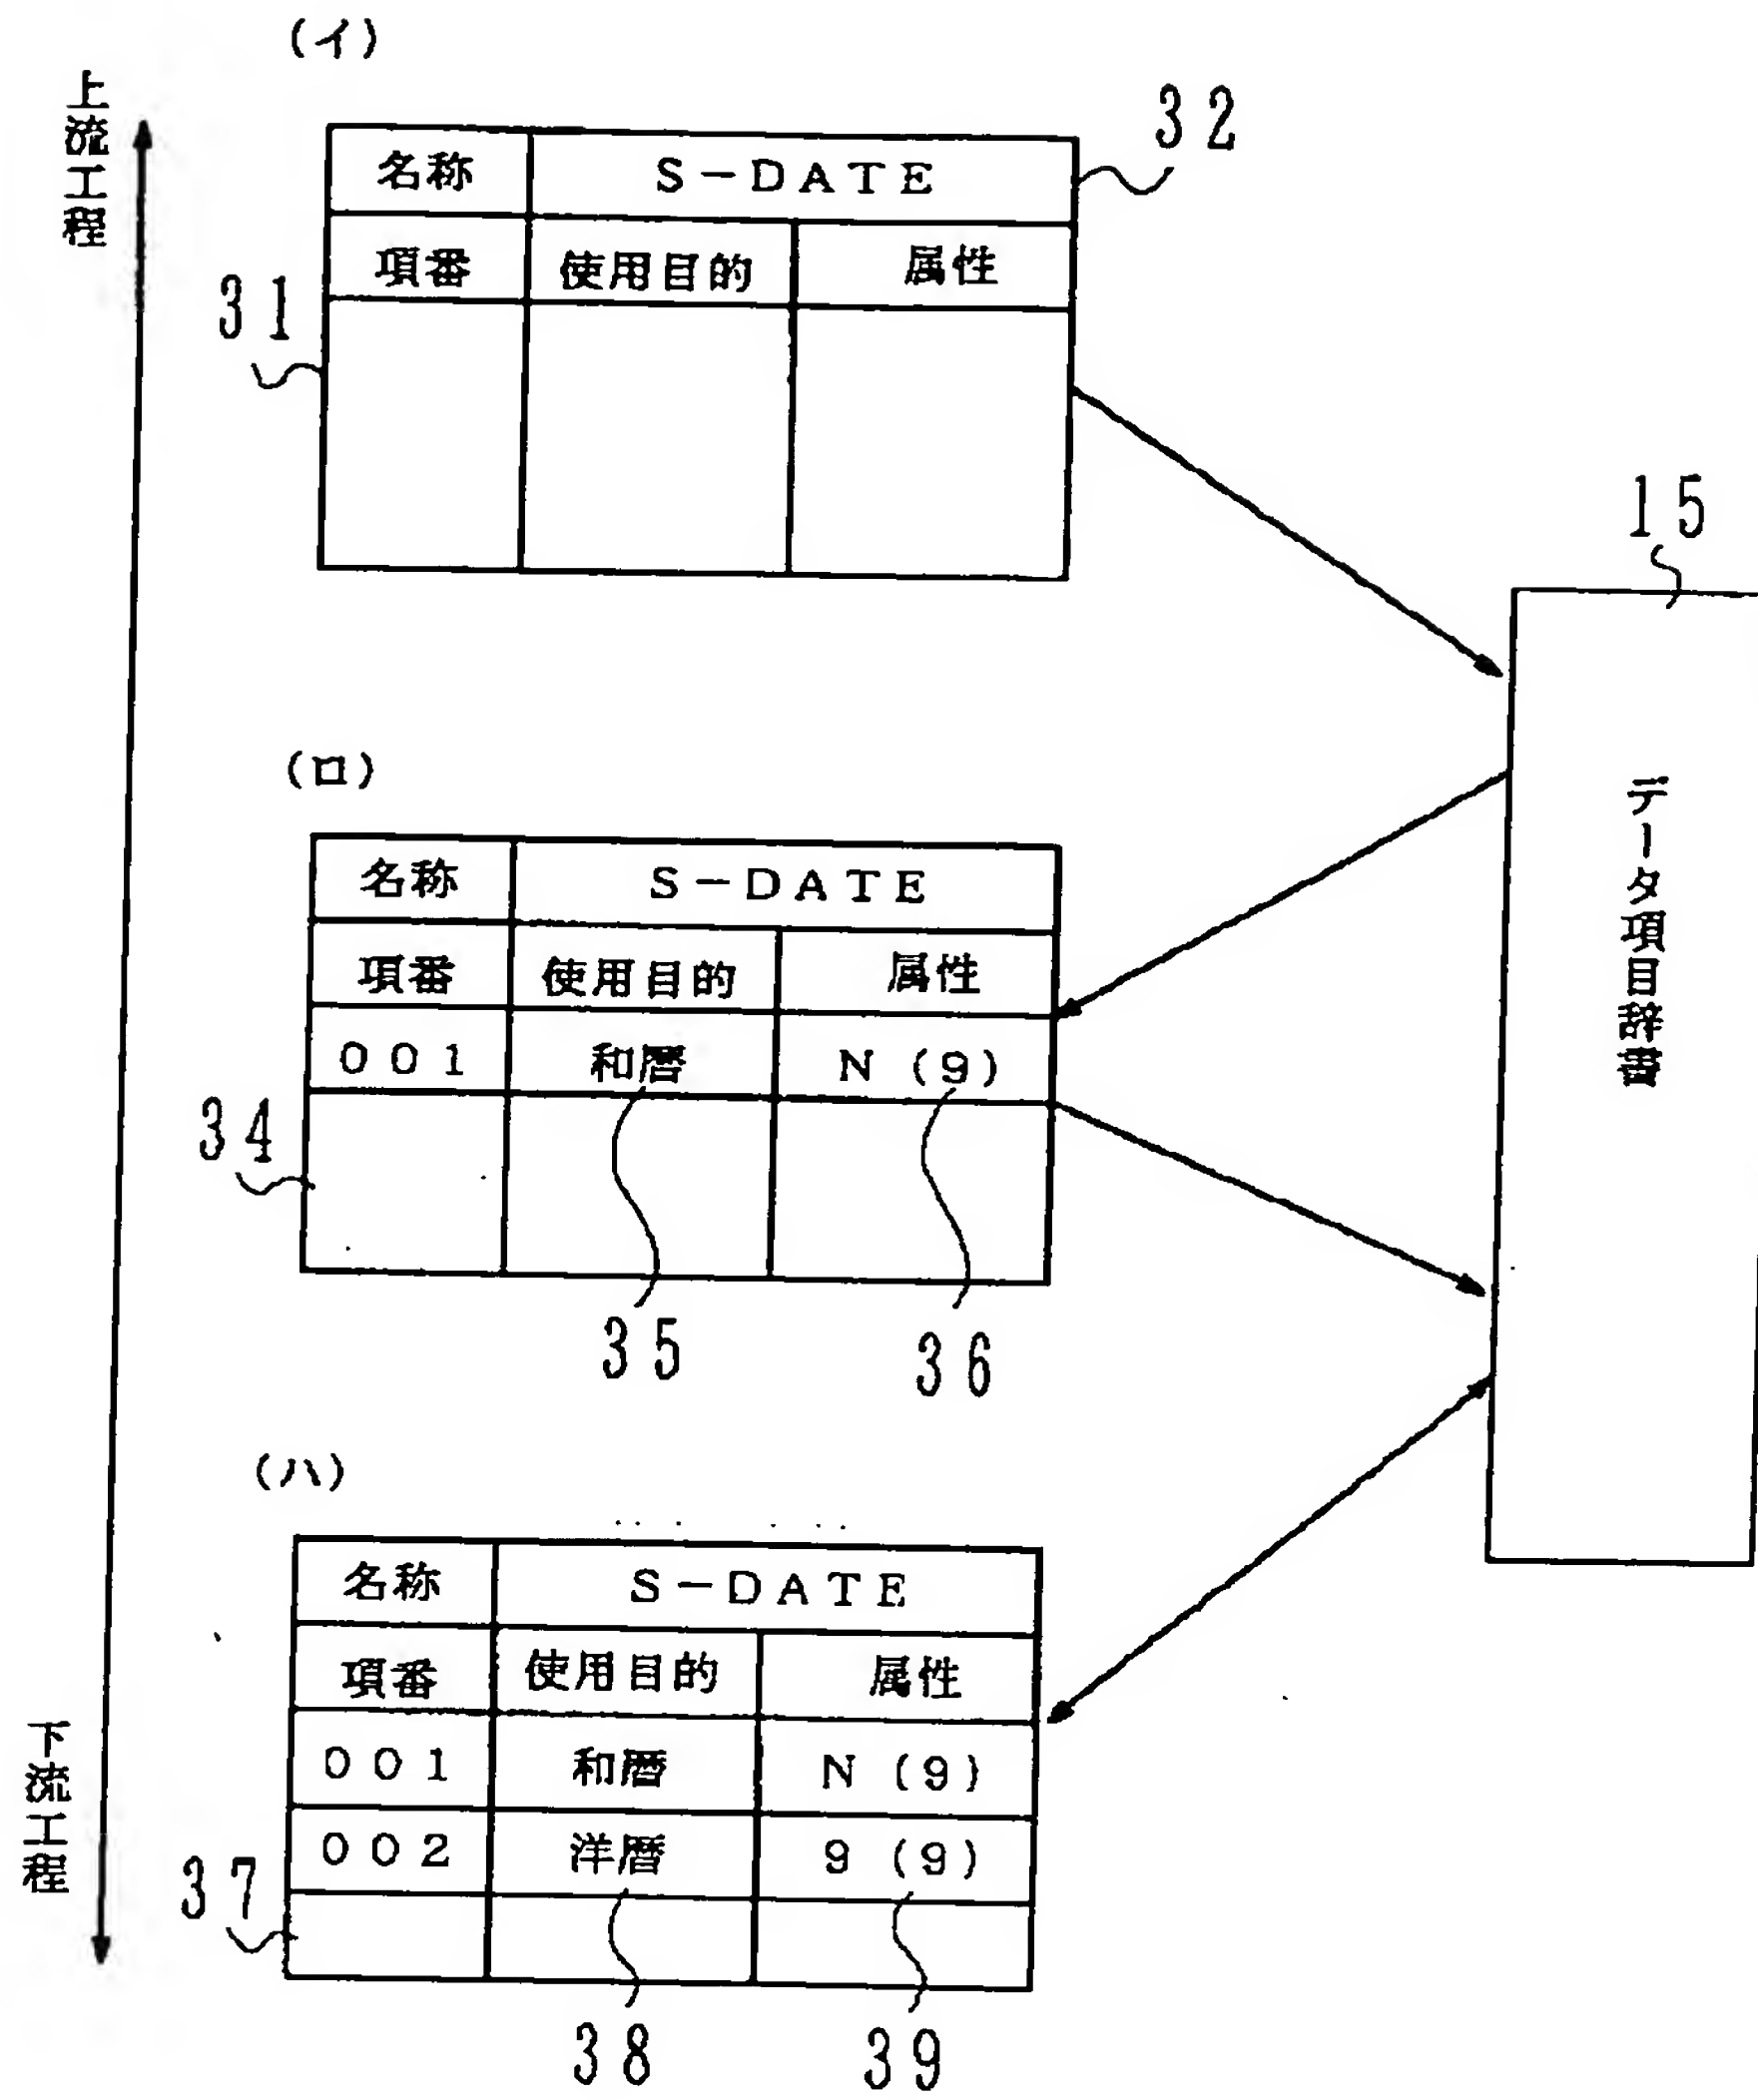 (イ)
上流工程
32
名称 S－DATE
項番 使用目的 属性
31
15
データ項目辞書
(ロ)
名称 S－DATE
項番 使用目的 属性
001 和暦 N(9)
34
35 36
(ハ)
名称 S－DATE
項番 使用目的 属性
001 和暦 N(9)
002 洋暦 9(9)
下流工程
37
38 39